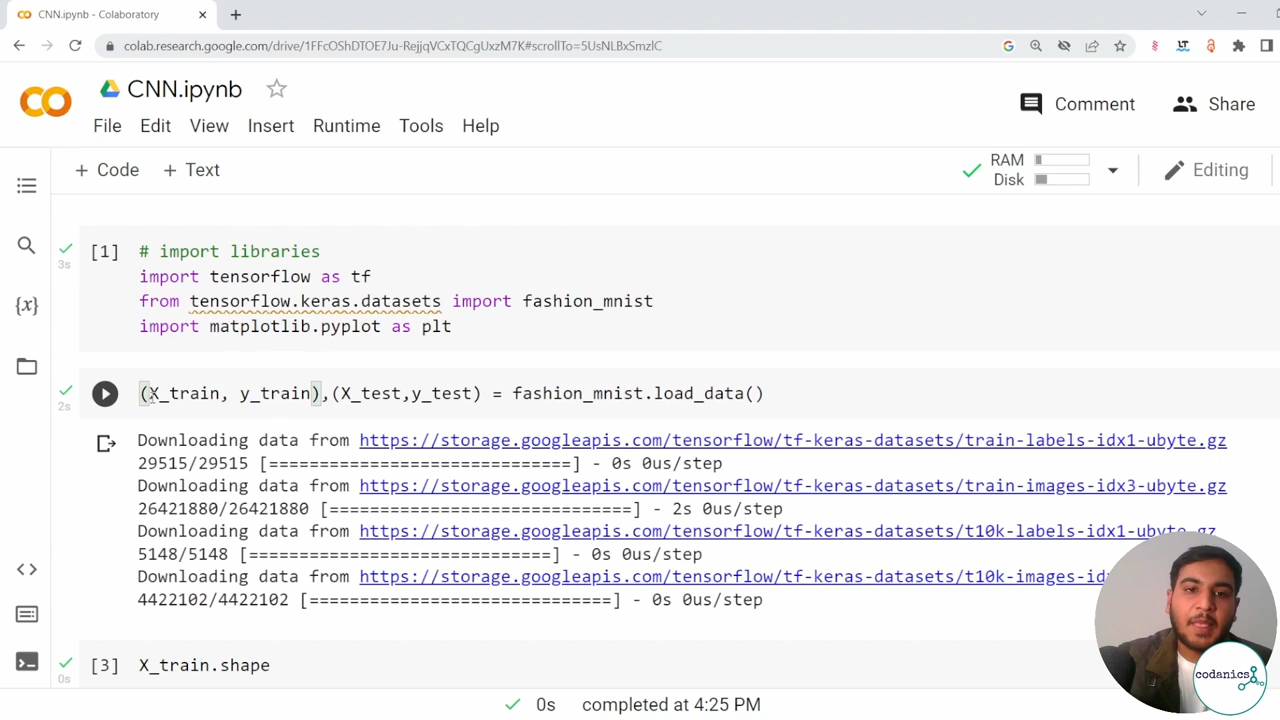 CNN.ipynb - Colaboratory
colab.research.google.com/drive/1FFcOShDTOE7Ju-RejjqVCxTQCgUxzM7K#scrollTo=5UsNLBxSmzlC
CO CNN.ipynb
Comment Share
File Edit View Insert Runtime Tools Help
+ Code + Text
RAM
Disk
Editing
[1] # import libraries
3s
import tensorflow as tf
from tensorflow.keras.datasets import fashion_mnist
import matplotlib.pyplot as plt
(X_train, y_train),(X_test,y_test) = fashion_mnist.load_data()
2s
Downloading data from https://storage.googleapis.com/tensorflow/tf-keras-datasets/train-labels-idx1-ubyte.gz
29515/29515 [==============================] - 0s 0us/step
Downloading data from https://storage.googleapis.com/tensorflow/tf-keras-datasets/train-images-idx3-ubyte.gz
26421880/26421880 [==============================] - 2s 0us/step
Downloading data from https://storage.googleapis.com/tensorflow/tf-keras-datasets/t10k-labels-idx1-ubyte.gz
5148/5148 [==============================] - 0s 0us/step
Downloading data from https://storage.googleapis.com/tensorflow/tf-keras-datasets/t10k-images-id
4422102/4422102 [==============================] - 0s 0us/step
[3] X_train.shape
0s
codanics
0s completed at 4:25 PM